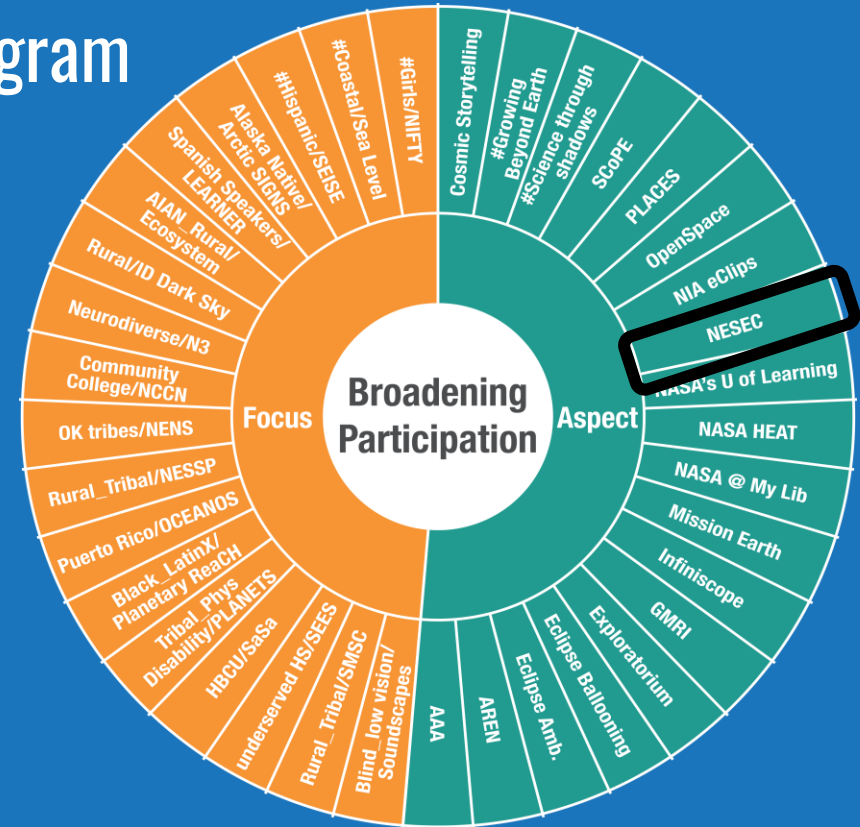 gram
Broadening
Participation
Focus
Aspect
Cosmic Storytelling
#Growing
Beyond Earth
#Science through
shadows
SCoPE
PLACES
OpenSpace
NIA eClips
NESEC
NASA's U of Learning
NASA HEAT
NASA @ My Lib
Mission Earth
Infiniscope
GMRI
Exploratorium
Eclipse Ballooning
Eclipse Amb.
AREN
AAA
Blind_low vision/
Soundscapes
Rural_Tribal/SMSC
underserved HS/SEES
HBCU/SaSa
Tribal_Phys
Disability/PLANETS
Black_LatinX/
Planetary ReaCH
Puerto Rico/OCEANOS
Rural_Tribal/NESSP
OK tribes/NENS
Community
College/NCCN
Neurodiverse/N3
Rural/ID Dark Sky
AIAN_Rural/
Ecosystem
Spanish Speakers/
LEARNER
Alaska Native/
Arctic SIGNS
#Hispanic/SEISE
#Coastal/Sea Level
#Girls/NIFTY